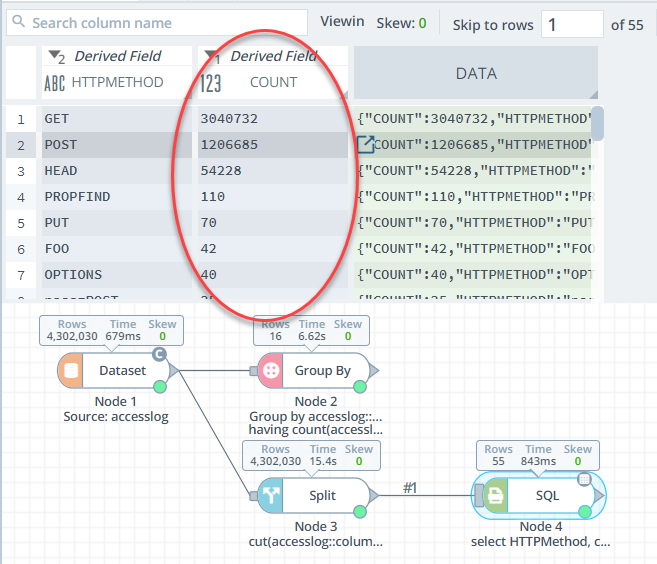 Search column name
Viewin Skew: 0 Skip to rows 1 of 55
2 Derived Field 1 Derived Field
ABC HTTPMETHOD 123 COUNT DATA
1 GET 3040732 {"COUNT":3040732,"HTTPMETHOD"
2 POST 1206685 COUNT":1206685,"HTTPMETHOD"
3 HEAD 54228 {"COUNT":54228,"HTTPMETHOD":"
4 PROPFIND 110 {"COUNT":110,"HTTPMETHOD":"PR
5 PUT 70 {"COUNT":70,"HTTPMETHOD":"PUT
6 FOO 42 {"COUNT":42,"HTTPMETHOD":"FOO
7 OPTIONS 40 {"COUNT":40,"HTTPMETHOD":"OPT
Rows Time Skew
4,302,030 679ms 0
Rows Time Skew
16 6.62s 0
C
Dataset
Group By
Node 1
Source: accesslog
Node 2
Group by accesslog::...
having count(accessl...
Rows Time Skew
4,302,030 15.4s 0
Rows Time Skew
55 843ms 0
Split
#1
SQL
Node 3
cut(accesslog::colum...
Node 4
select HTTPMethod, c...